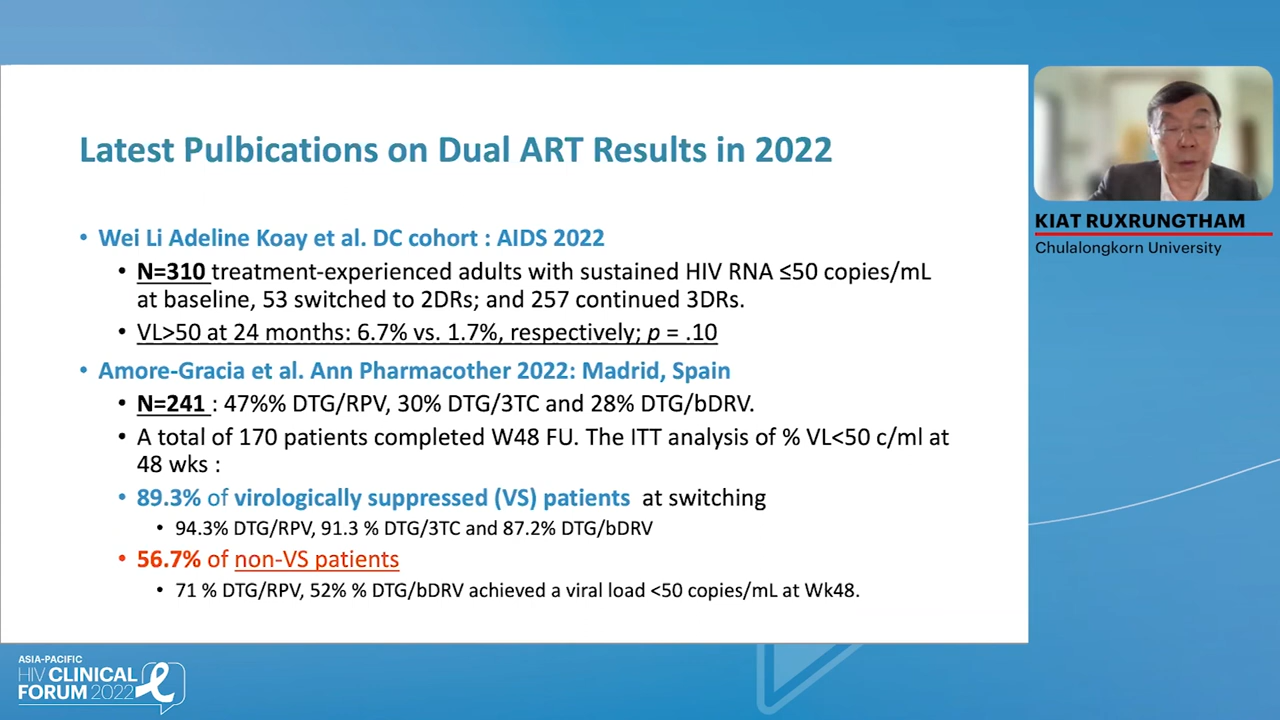 Latest Pulbications on Dual ART Results in 2022
• Wei Li Adeline Koay et al. DC cohort : AIDS 2022
• N=310 treatment-experienced adults with sustained HIV RNA ≤50 copies/mL
at baseline, 53 switched to 2DRs; and 257 continued 3DRs.
• VL>50 at 24 months: 6.7% vs. 1.7%, respectively; p = .10
• Amore-Gracia et al. Ann Pharmacother 2022: Madrid, Spain
• N=241 : 47%% DTG/RPV, 30% DTG/3TC and 28% DTG/bDRV.
• A total of 170 patients completed W48 FU. The ITT analysis of % VL<50 c/ml at
48 wks :
• 89.3% of virologically suppressed (VS) patients at switching
• 94.3% DTG/RPV, 91.3 % DTG/3TC and 87.2% DTG/bDRV
• 56.7% of non-VS patients
• 71 % DTG/RPV, 52% % DTG/bDRV achieved a viral load <50 copies/mL at Wk48.
KIAT RUXRUNGTHAM
Chulalongkorn University
ASIA-PACIFIC
HIV CLINICAL
FORUM 2022